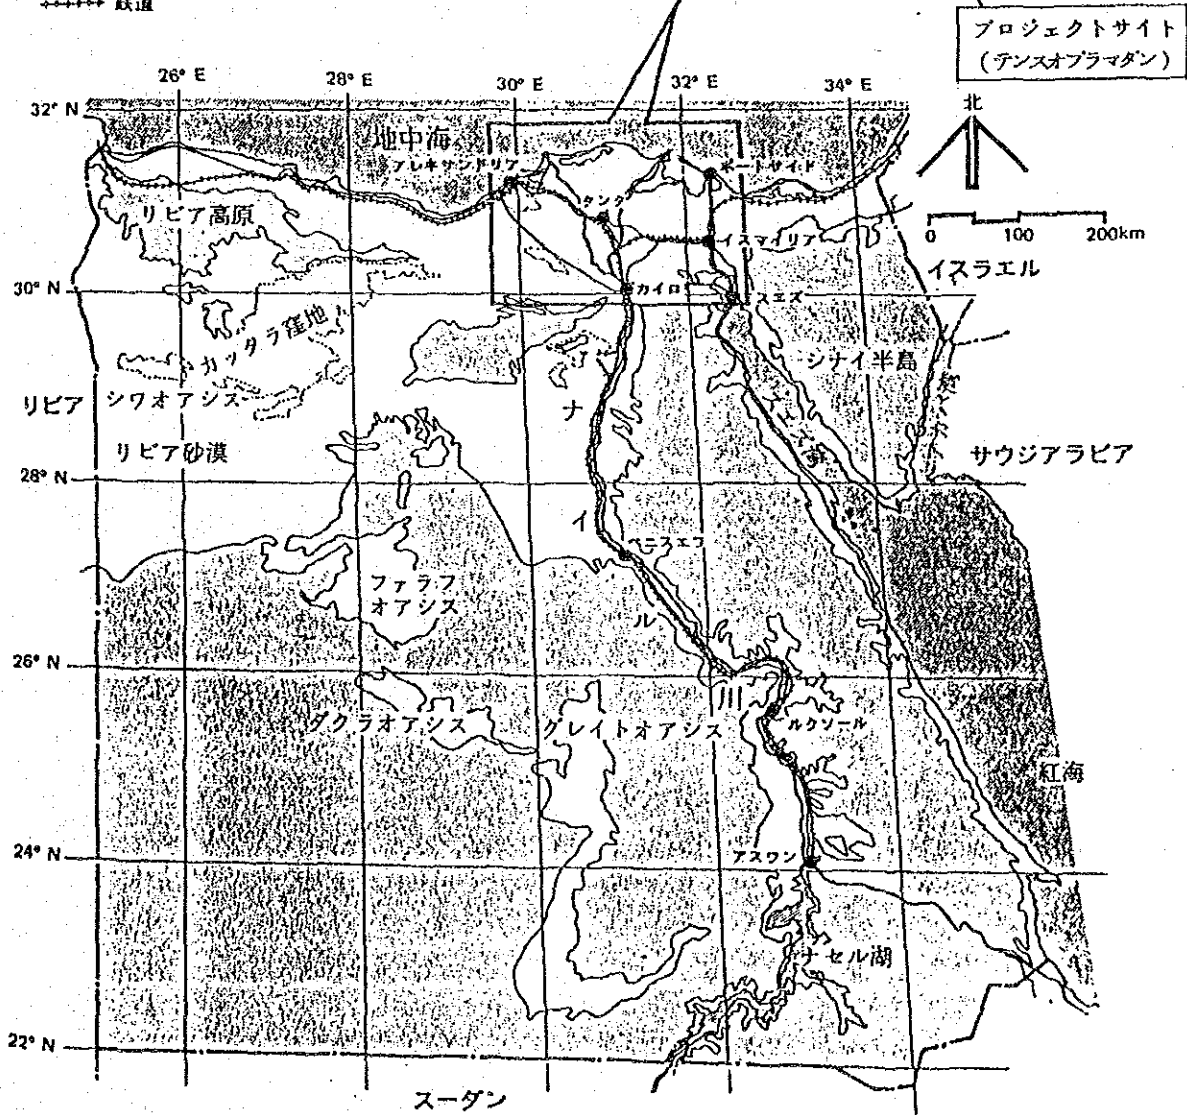 鉄道
プロジェクトサイト
(テンスオブラマダン)
26° E
28° E
30° E
32° E
34° E
32° N
北
地中海
アレキサンドリア
ポートサイド
タンタ
リビア高原
イスマイリア
0 100 200km
イスラエル
30° N
カイロ
スエズ
カッタラ窪地
シナイ半島
リビア
シワオアシス
ナ
リビア砂漠
サウジアラビア
28° N
イ
ベニスエフ
ファラフ
オアシス
ル
26° N
川
ダクラオアシス
グレイトオアシス
ルクソール
紅海
24° N
アスワン
ナセル湖
22° N
スーダン